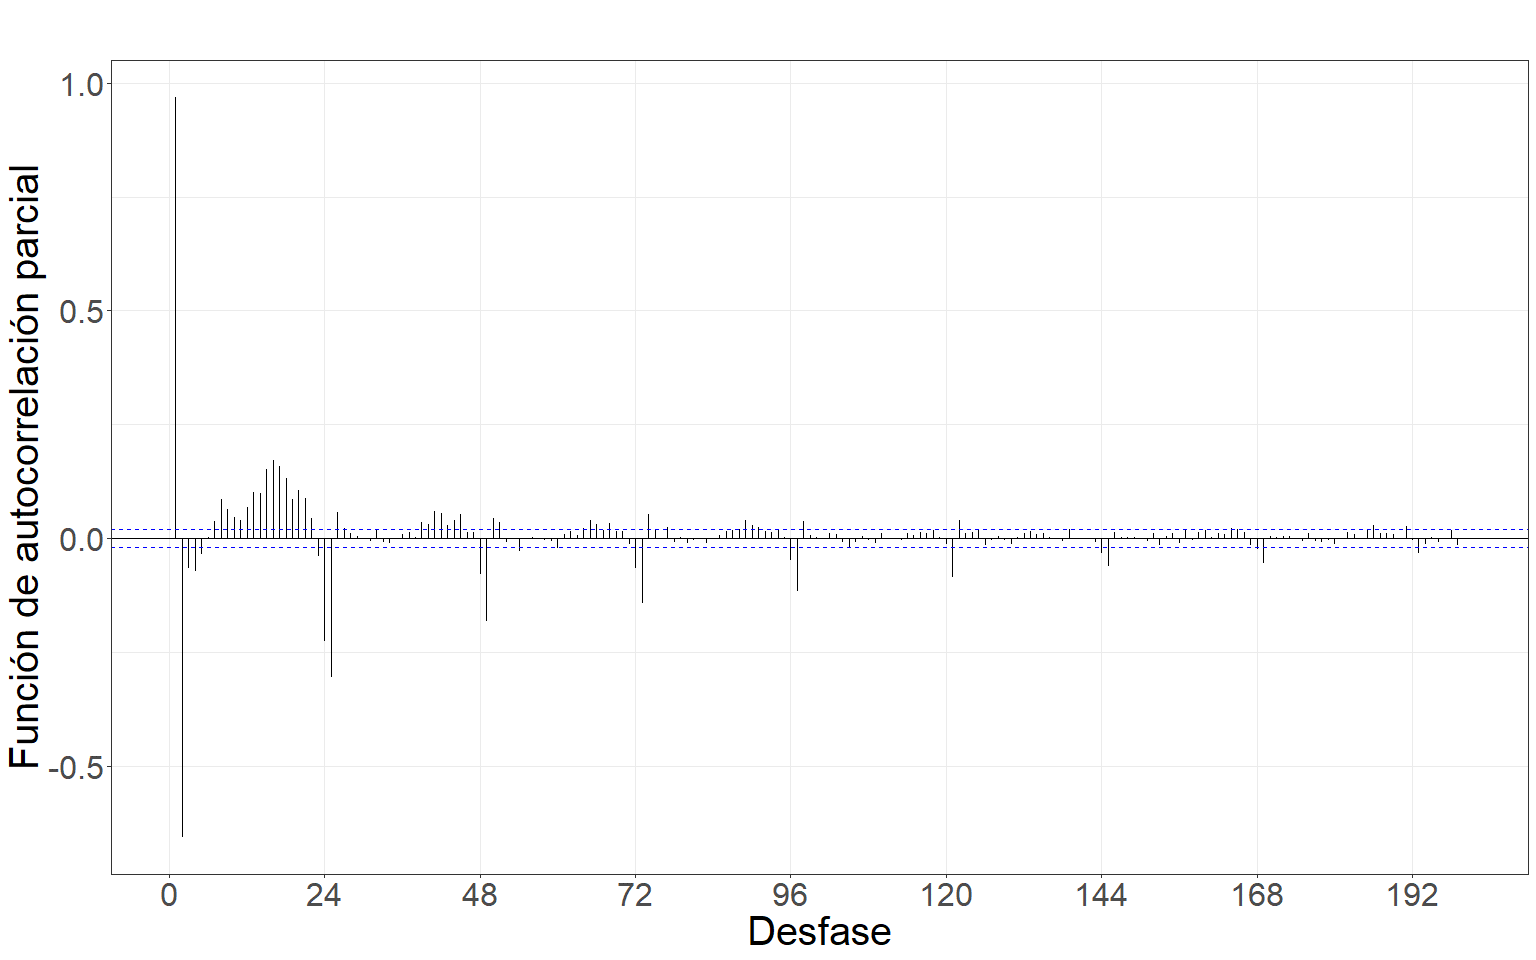 Función de autocorrelación parcial
1.0
0.5
0.0
-0.5
0 24 48 72 96 120 144 168 192
Desfase